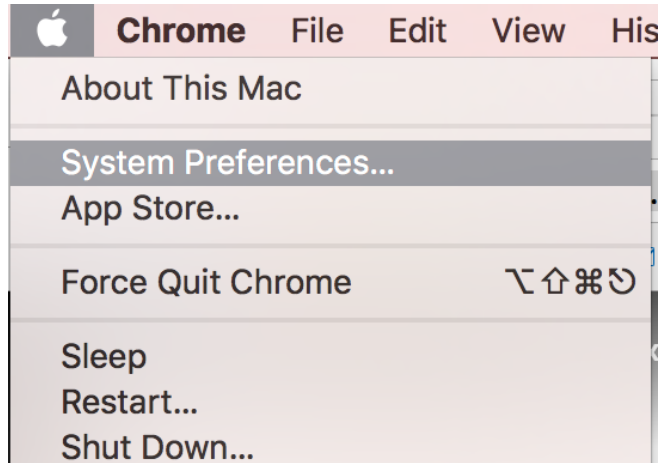 Chrome File Edit View His
About This Mac
System Preferences...
App Store...
Force Quit Chrome ⌥⇧⌘⎋
Sleep
Restart...
Shut Down...